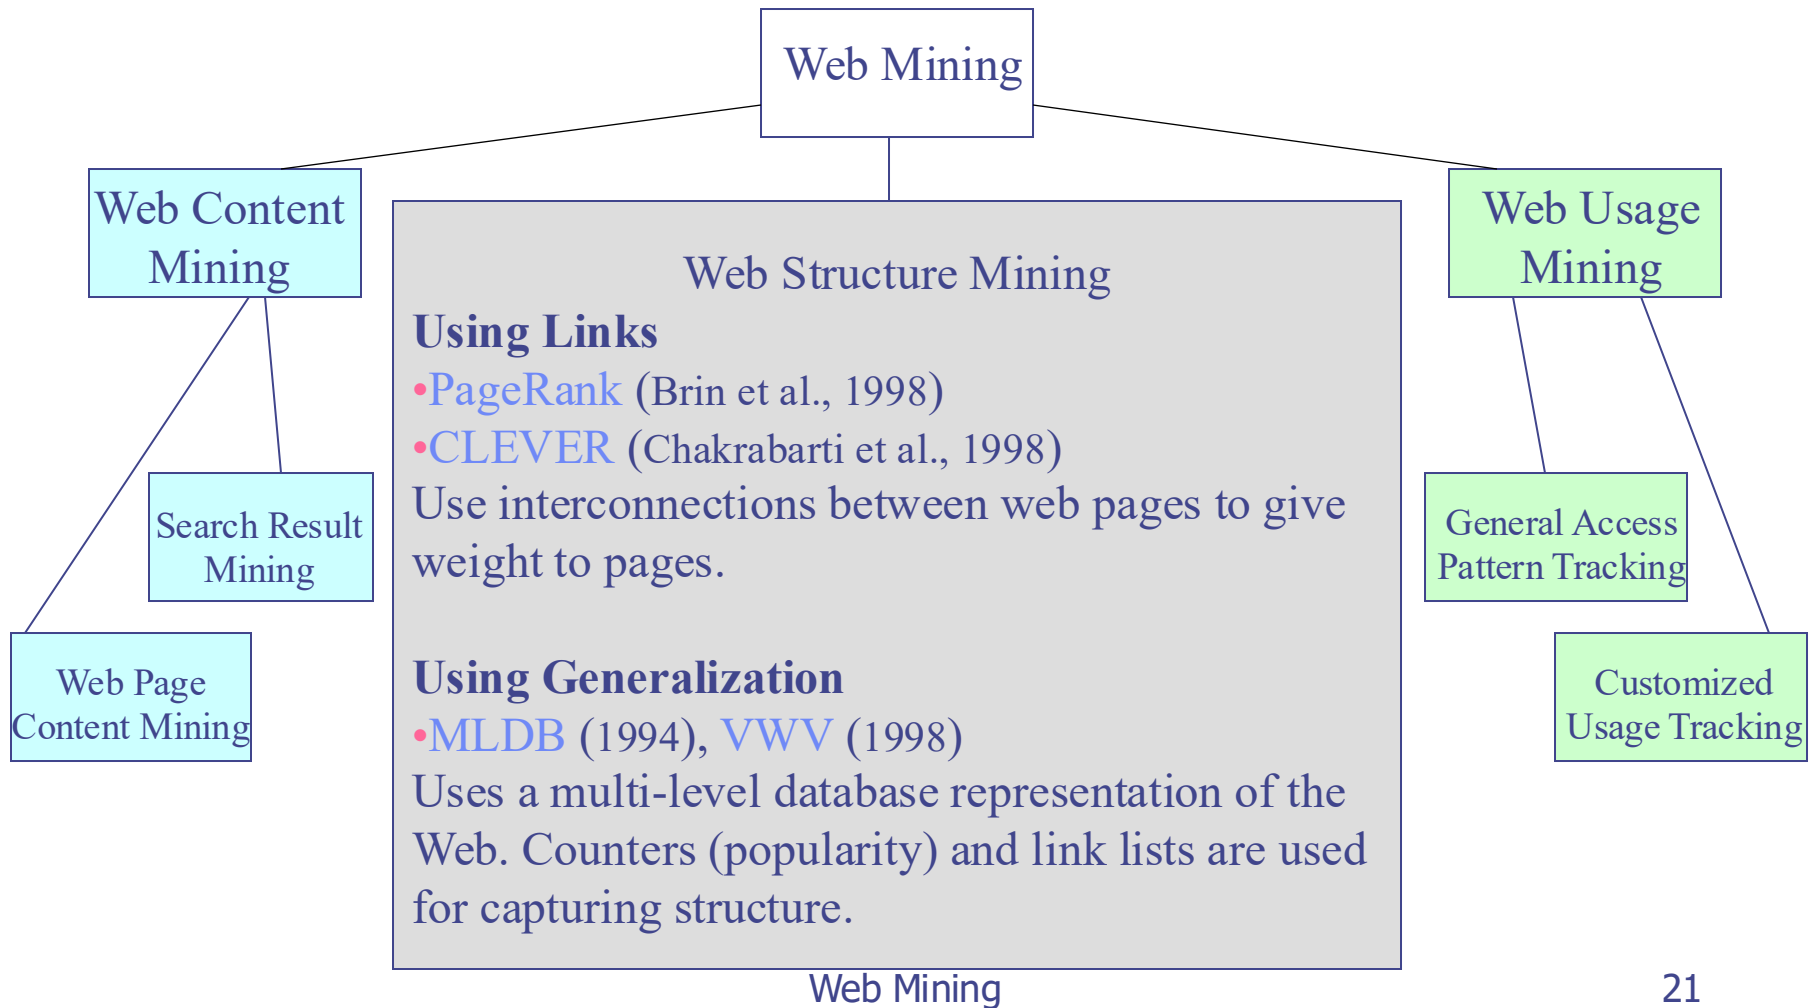 Web Mining
Web Content
Mining
Web Usage
Mining
Web Structure Mining
Using Links
•PageRank (Brin et al., 1998)
•CLEVER (Chakrabarti et al., 1998)
Use interconnections between web pages to give
weight to pages.
Using Generalization
•MLDB (1994), VWV (1998)
Uses a multi-level database representation of the
Web. Counters (popularity) and link lists are used
for capturing structure.
Search Result
Mining
Web Page
Content Mining
General Access
Pattern Tracking
Customized
Usage Tracking
Web Mining
21